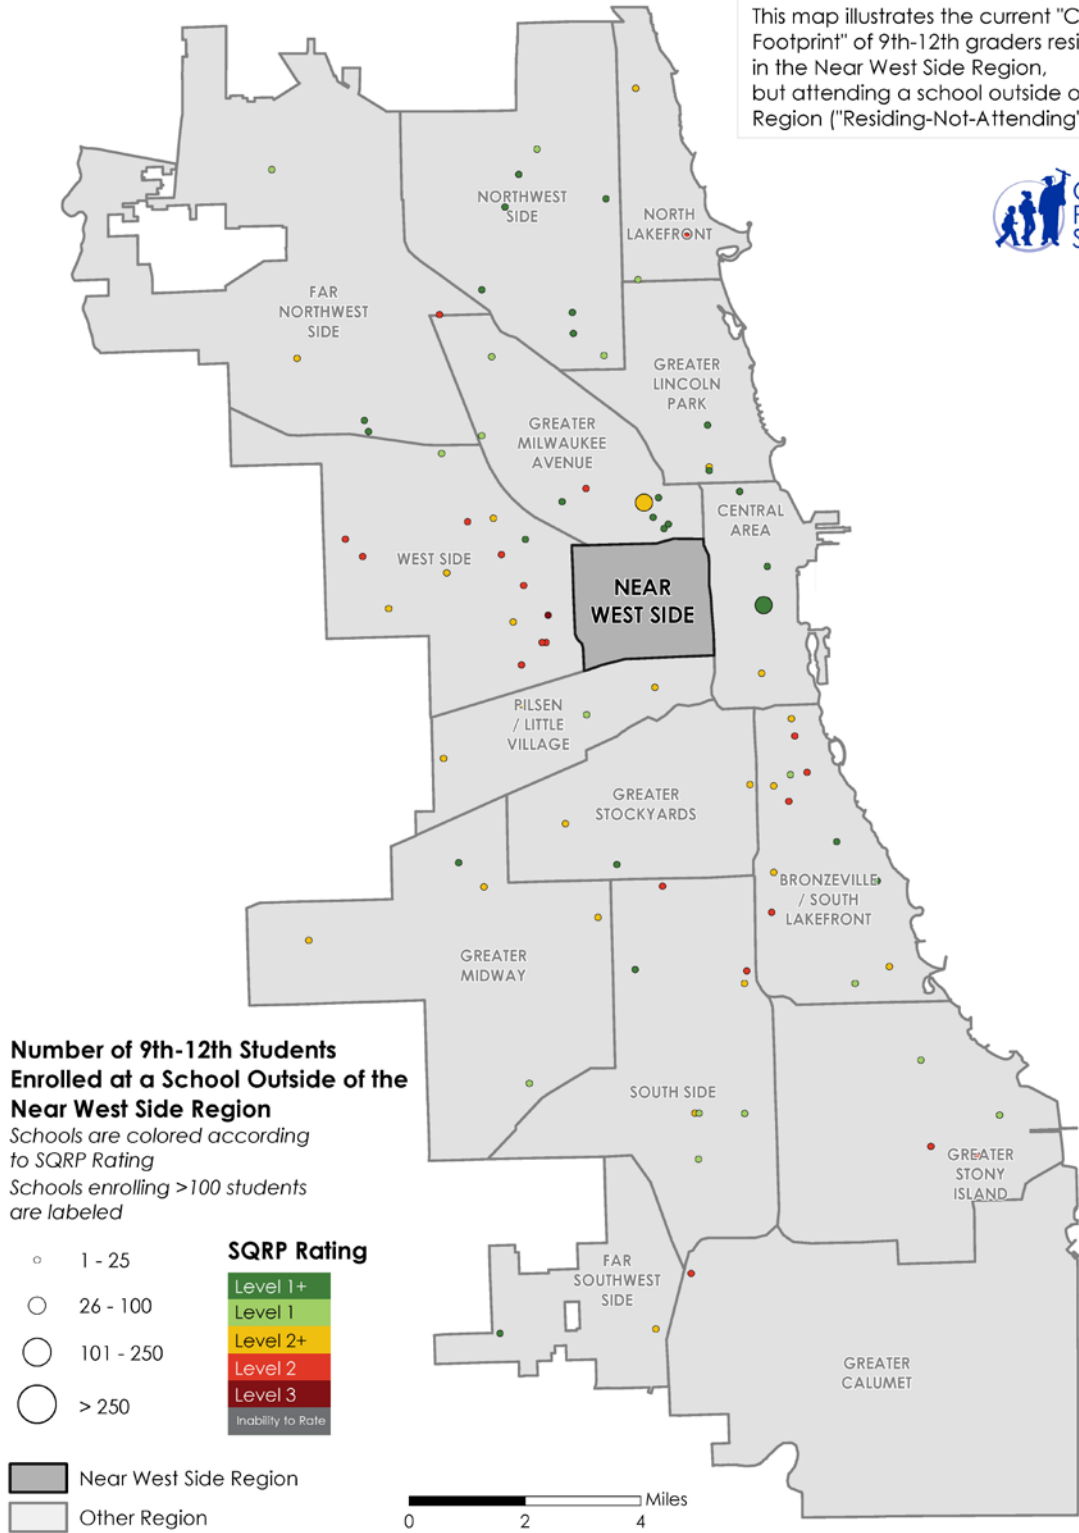 This map illustrates the current "C
Footprint" of 9th-12th graders resi
in the Near West Side Region,
but attending a school outside o
Region ("Residing-Not-Attending"
NORTHWEST
SIDE
NORTH
LAKEFRONT
FAR
NORTHWEST
SIDE
GREATER
LINCOLN
PARK
GREATER
MILWAUKEE
AVENUE
CENTRAL
AREA
WEST SIDE
NEAR
WEST SIDE
PILSEN
/ LITTLE
VILLAGE
GREATER
STOCKYARDS
BRONZEVILLE
/ SOUTH
LAKEFRONT
GREATER
MIDWAY
SOUTH SIDE
GREATER
STONY
ISLAND
FAR
SOUTHWEST
SIDE
GREATER
CALUMET
Number of 9th-12th Students
Enrolled at a School Outside of the
Near West Side Region
Schools are colored according
to SQRP Rating
Schools enrolling >100 students
are labeled
1 - 25
26 - 100
101 - 250
> 250
SQRP Rating
Level 1+
Level 1
Level 2+
Level 2
Level 3
Inability to Rate
Near West Side Region
Other Region
Miles
0 2 4